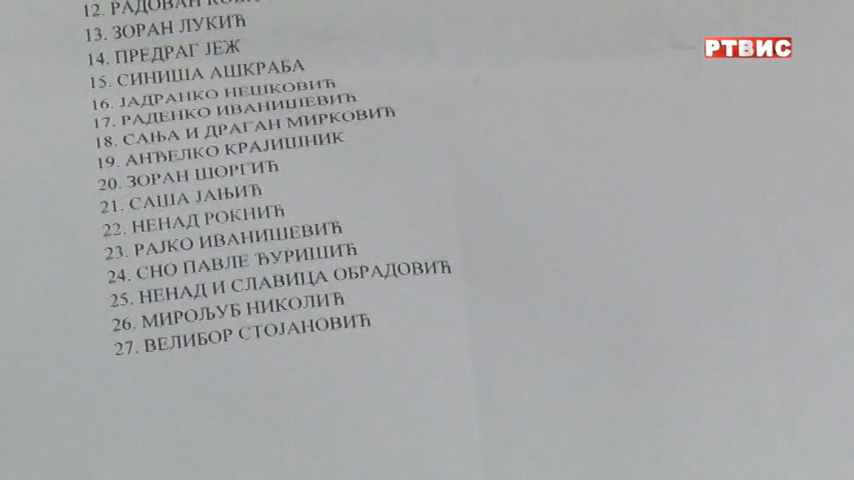 12. РАДОВАН
13. ЗОРАН ЛУКИЋ
14. ПРЕДРАГ ЈЕЖ
15. СИНИША АШКРАБА
16. ЈАДРАНКО НЕШКОВИЋ
17. РАДЕНКО ИВАНИШЕВИЋ
18. САЊА И ДРАГАН МИРКОВИЋ
19. АНЂЕЛКО КРАЈИШНИК
20. ЗОРАН ШОРГИЋ
21. САША ЈАЊИЋ
22. НЕНАД РОКНИЋ
23. РАЈКО ИВАНИШЕВИЋ
24. СНО ПАВЛЕ ЂУРИШИЋ
25. НЕНАД И СЛАВИЦА ОБРАДОВИЋ
26. МИРОЉУБ НИКОЛИЋ
27. ВЕЛИБОР СТОЈАНОВИЋ
РТВИС